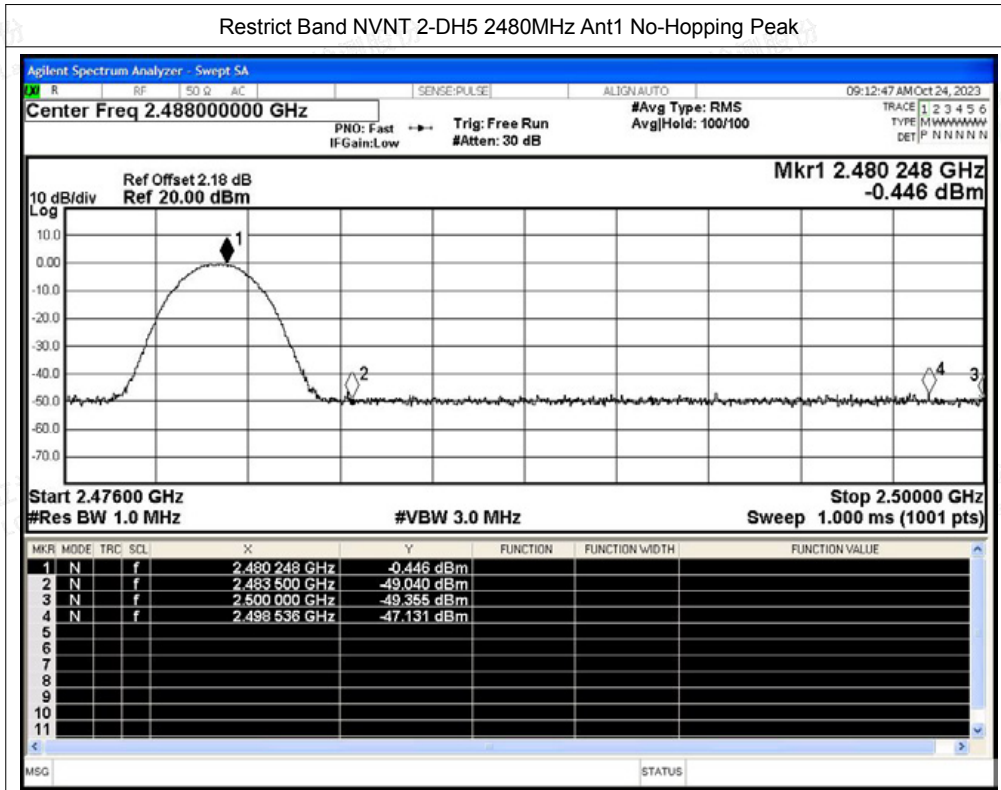 Restrict Band NVNT 2-DH5 2480MHz Ant1 No-Hopping Peak
Agilent Spectrum Analyzer - Swept SA
R RF 50 Ω AC SENSE:PULSE ALIGN AUTO 09:12:47 AM Oct 24, 2023
Center Freq 2.488000000 GHz #Avg Type: RMS TRACE 1 2 3 4 5 6
PNO: Fast Trig: Free Run Avg|Hold: 100/100 TYPE M WWWWW
IFGain:Low #Atten: 30 dB DET P N N N N N
Mkr1 2.480 248 GHz
Ref Offset 2.18 dB
10 dB/div Ref 20.00 dBm -0.446 dBm
Log
10.0
1
0.00
-10.0
-20.0
-30.0
-40.0
2 4 3
-50.0
-60.0
-70.0
Start 2.47600 GHz Stop 2.50000 GHz
#Res BW 1.0 MHz #VBW 3.0 MHz Sweep 1.000 ms (1001 pts)
MKR MODE TRC SCL X Y FUNCTION FUNCTION WIDTH FUNCTION VALUE
1 N f 2.480 248 GHz -0.446 dBm
2 N f 2.483 500 GHz -49.040 dBm
3 N f 2.500 000 GHz -49.355 dBm
4 N f 2.498 536 GHz -47.131 dBm
5
6
7
8
9
10
11
MSG STATUS